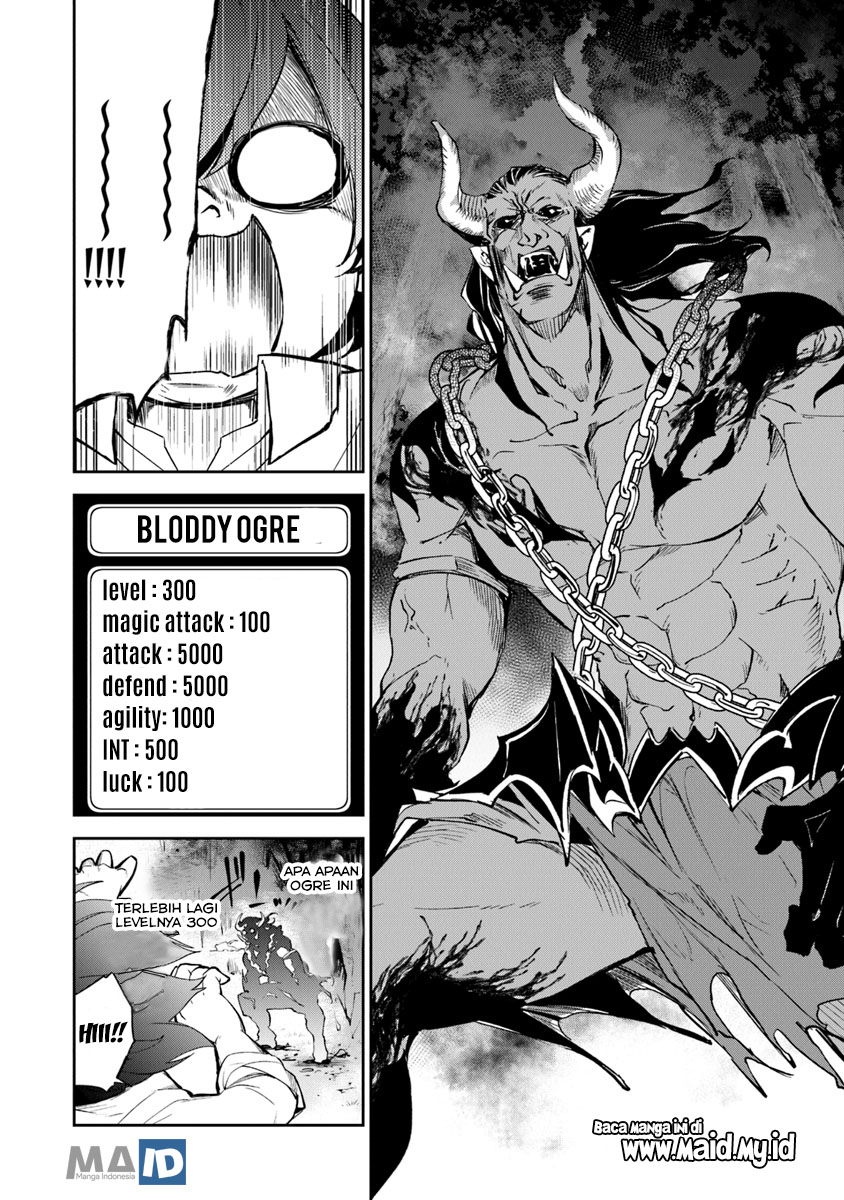 !!!!
BLODDY OGRE
level : 300
magic attack : 100
attack : 5000
defend : 5000
agility: 1000
INT : 500
luck : 100
APA APAAN
OGRE INI
TERLEBIH LAGI
LEVELNYA 300
HIII!!
Baca Manga ini di
www.Maid.My.id
MAID
Manga Indonesia